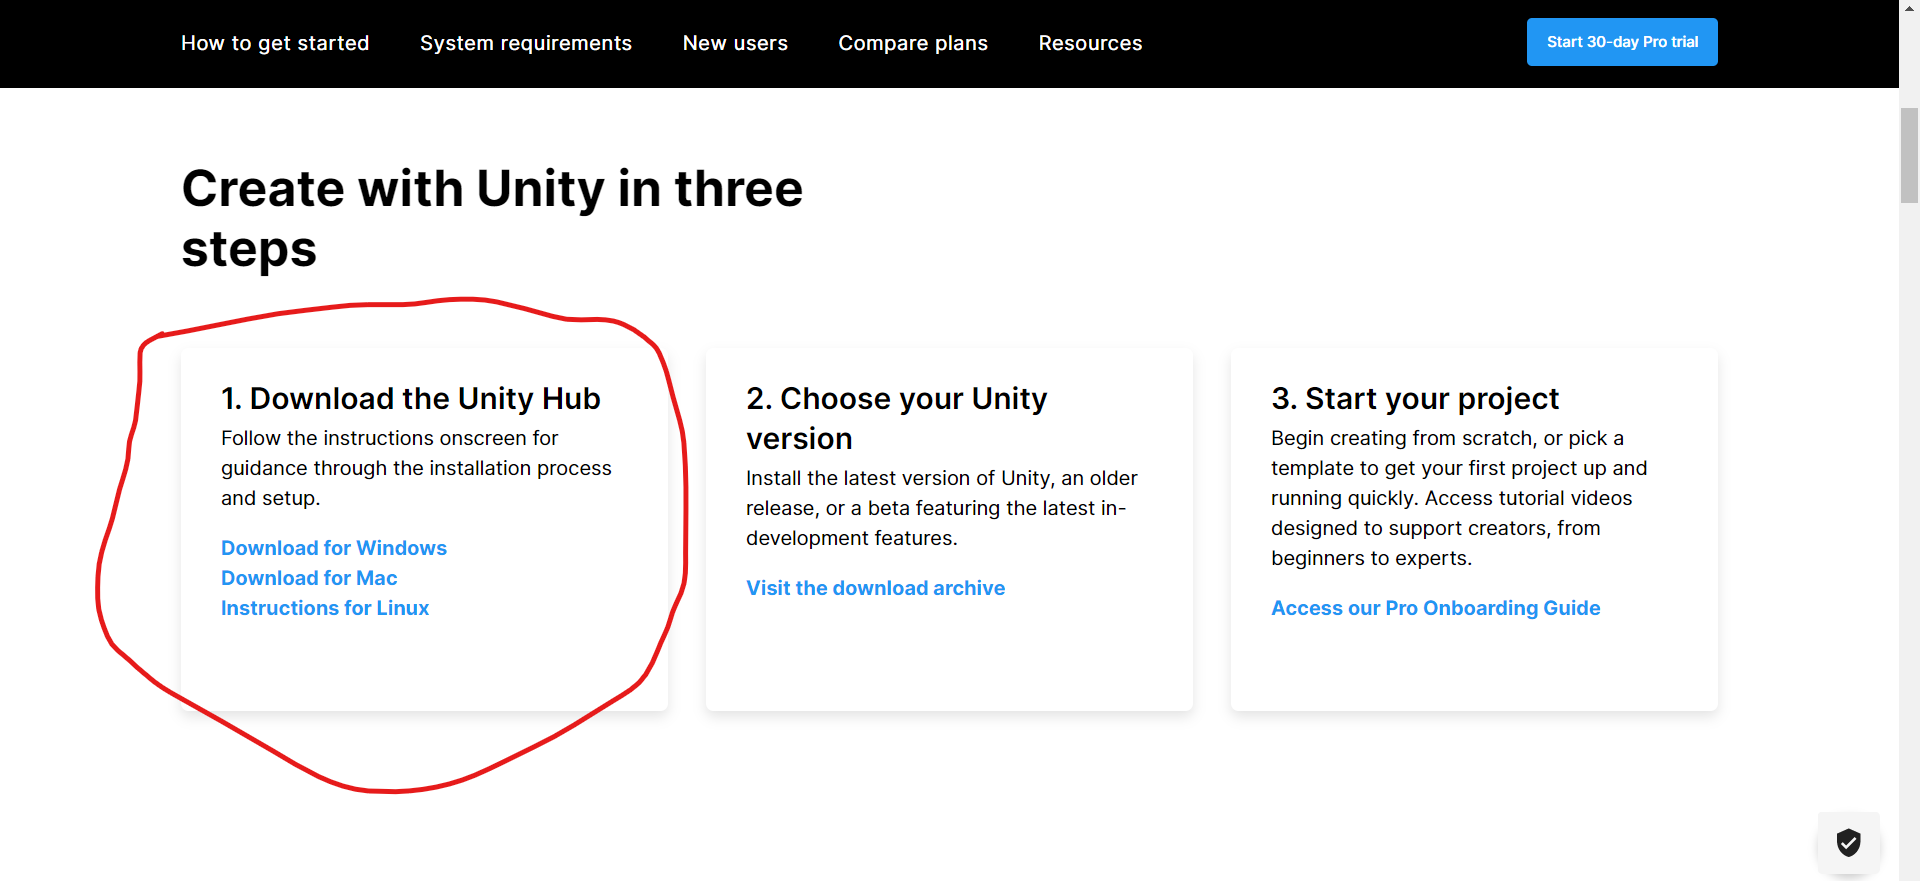 How to get started
System requirements
New users
Compare plans
Resources
Start 30-day Pro trial
Create with Unity in three
steps
1. Download the Unity Hub
Follow the instructions onscreen for
guidance through the installation process
and setup.
Download for Windows
Download for Mac
Instructions for Linux
2. Choose your Unity
version
Install the latest version of Unity, an older
release, or a beta featuring the latest in-
development features.
Visit the download archive
3. Start your project
Begin creating from scratch, or pick a
template to get your first project up and
running quickly. Access tutorial videos
designed to support creators, from
beginners to experts.
Access our Pro Onboarding Guide